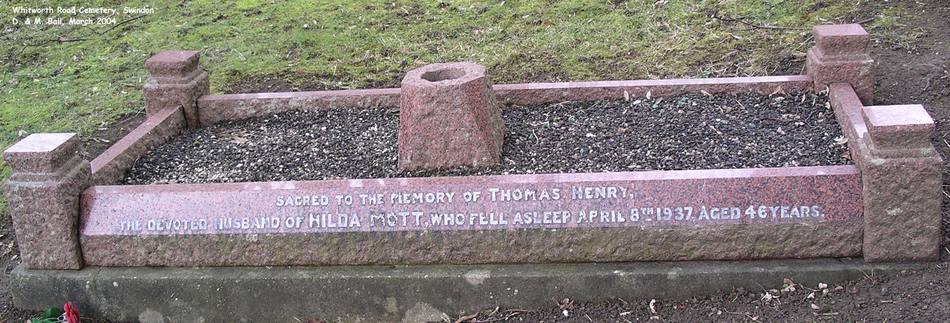 Whitworth Road Cemetery, Swindon
D. & M. Ball, March 2004
SACRED TO THE MEMORY OF THOMAS HENRY,
THE DEVOTED HUSBAND OF HILDA MOTT, WHO FELL ASLEEP APRIL 8TH 1937, AGED 46 YEARS.